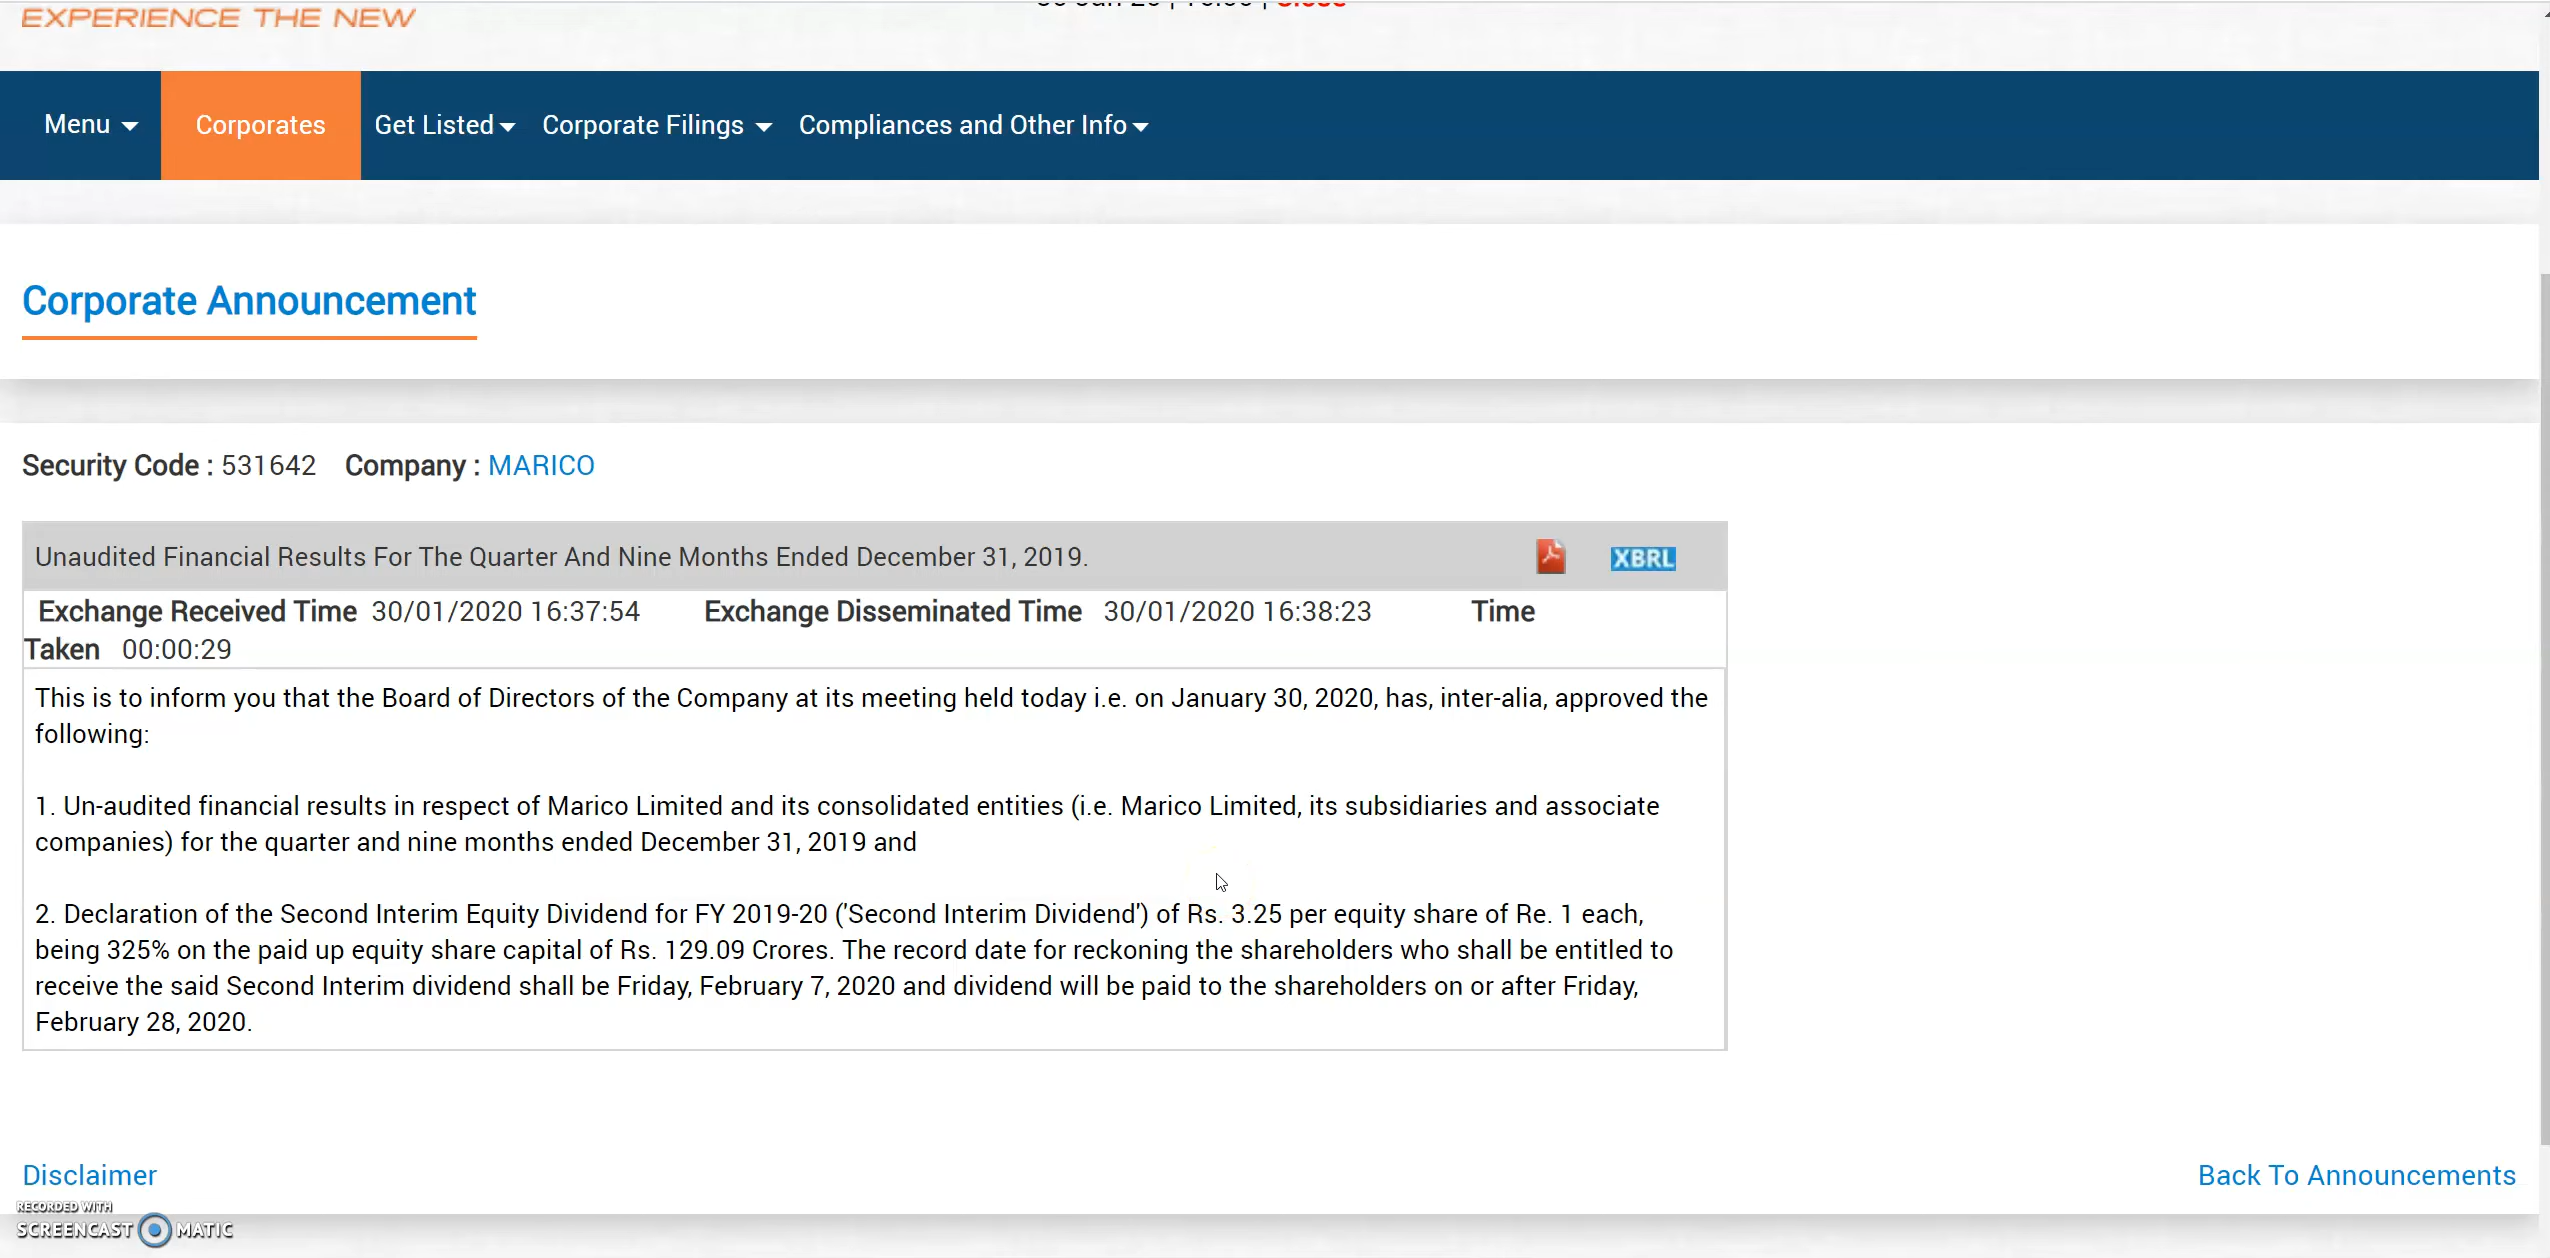 EXPERIENCE THE NEW
Menu
Corporates
Get Listed
Corporate Filings
Compliances and Other Info
Corporate Announcement
Security Code : 531642 Company : MARICO
Unaudited Financial Results For The Quarter And Nine Months Ended December 31, 2019.
XBRL
Exchange Received Time 30/01/2020 16:37:54 Exchange Disseminated Time 30/01/2020 16:38:23 Time
Taken 00:00:29
This is to inform you that the Board of Directors of the Company at its meeting held today i.e. on January 30, 2020, has, inter-alia, approved the
following:
1. Un-audited financial results in respect of Marico Limited and its consolidated entities (i.e. Marico Limited, its subsidiaries and associate
companies) for the quarter and nine months ended December 31, 2019 and
2. Declaration of the Second Interim Equity Dividend for FY 2019-20 ('Second Interim Dividend') of Rs. 3.25 per equity share of Re. 1 each,
being 325% on the paid up equity share capital of Rs. 129.09 Crores. The record date for reckoning the shareholders who shall be entitled to
receive the said Second Interim dividend shall be Friday, February 7, 2020 and dividend will be paid to the shareholders on or after Friday,
February 28, 2020.
Disclaimer
Back To Announcements
RECORDED WITH
SCREENCAST MATIC